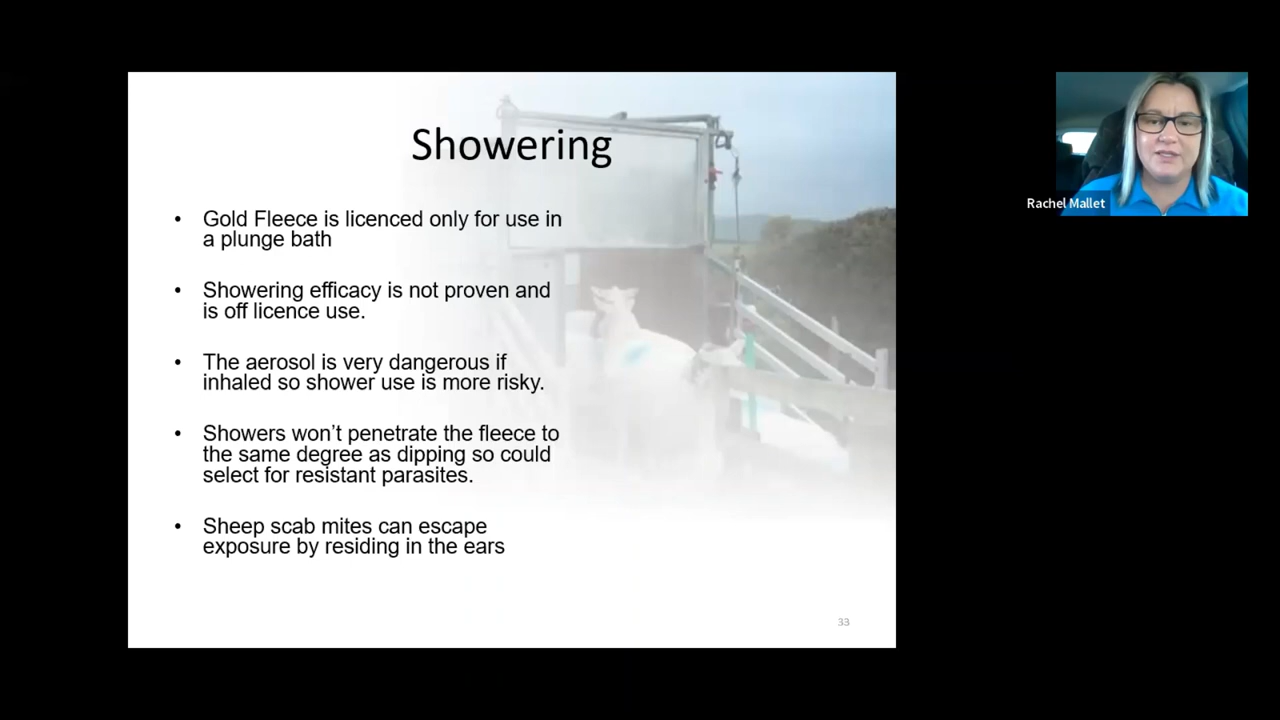 Showering
• Gold Fleece is licenced only for use in
a plunge bath
• Showering efficacy is not proven and
is off licence use.
• The aerosol is very dangerous if
inhaled so shower use is more risky.
• Showers won't penetrate the fleece to
the same degree as dipping so could
select for resistant parasites.
• Sheep scab mites can escape
exposure by residing in the ears
33
Rachel Mallet